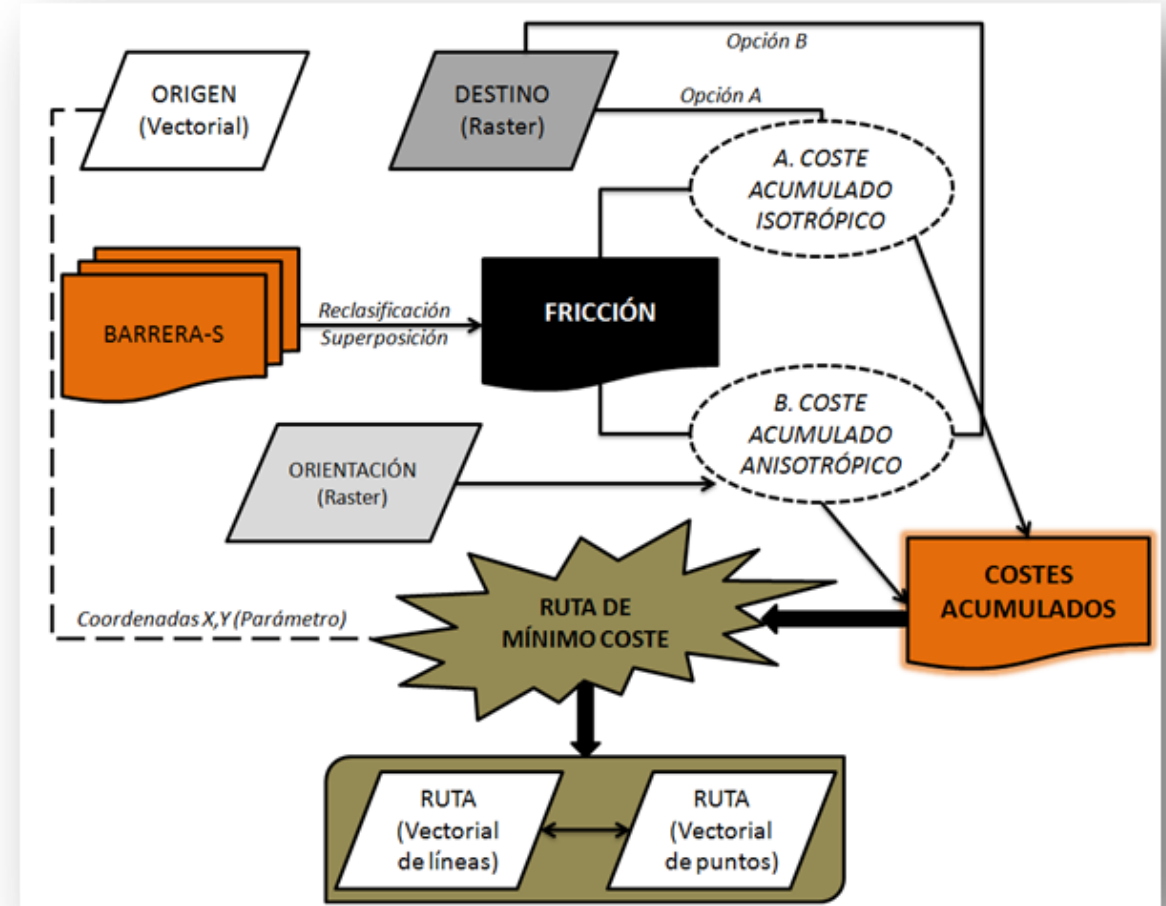 Opción B
ORIGEN
(Vectorial)
DESTINO
(Raster)
Opción A
A. COSTE
ACUMULADO
ISOTRÓPICO
BARRERA-S
Reclasificación
Superposición
FRICCIÓN
B. COSTE
ACUMULADO
ANISOTRÓPICO
ORIENTACIÓN
(Raster)
COSTES
ACUMULADOS
Coordenadas X,Y (Parámetro)
RUTA DE
MÍNIMO COSTE
RUTA
(Vectorial
de líneas)
RUTA
(Vectorial
de puntos)